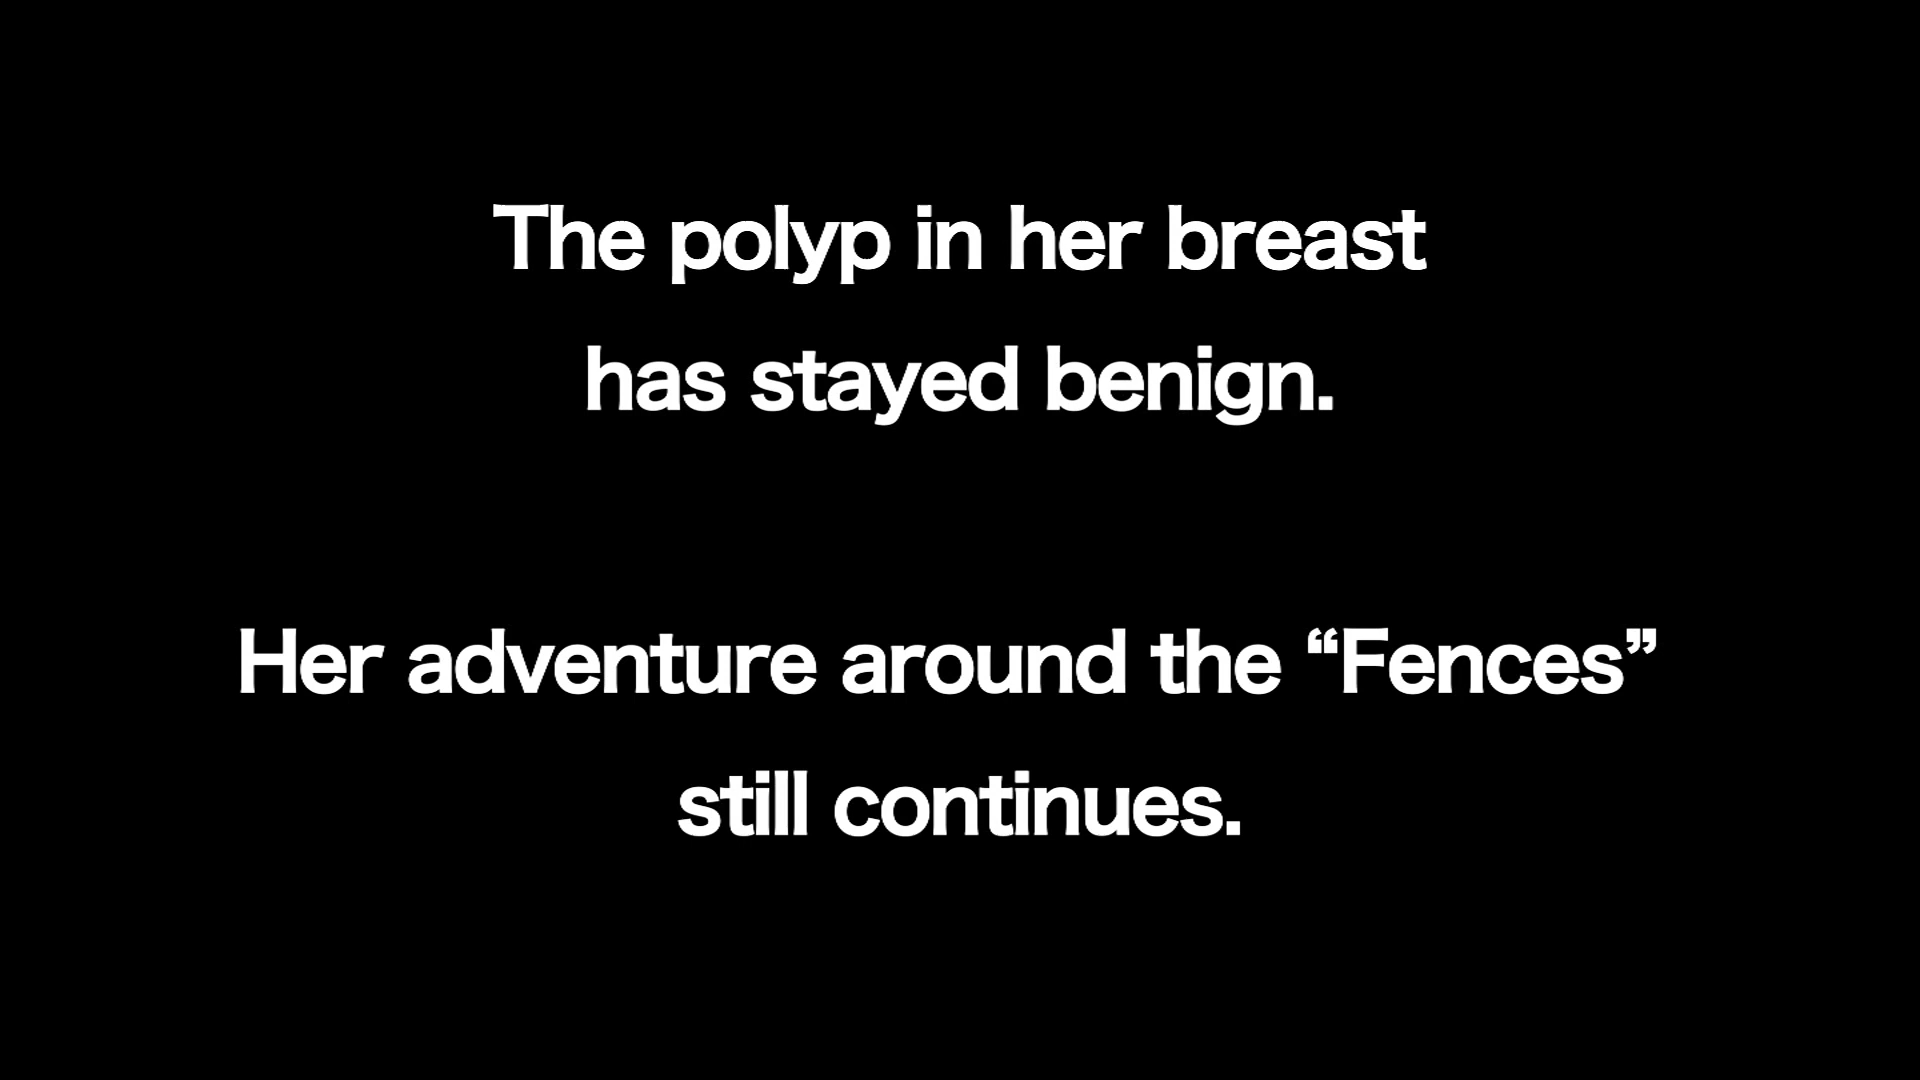 The polyp in her breast
has stayed benign.
Her adventure around the “Fences”
still continues.